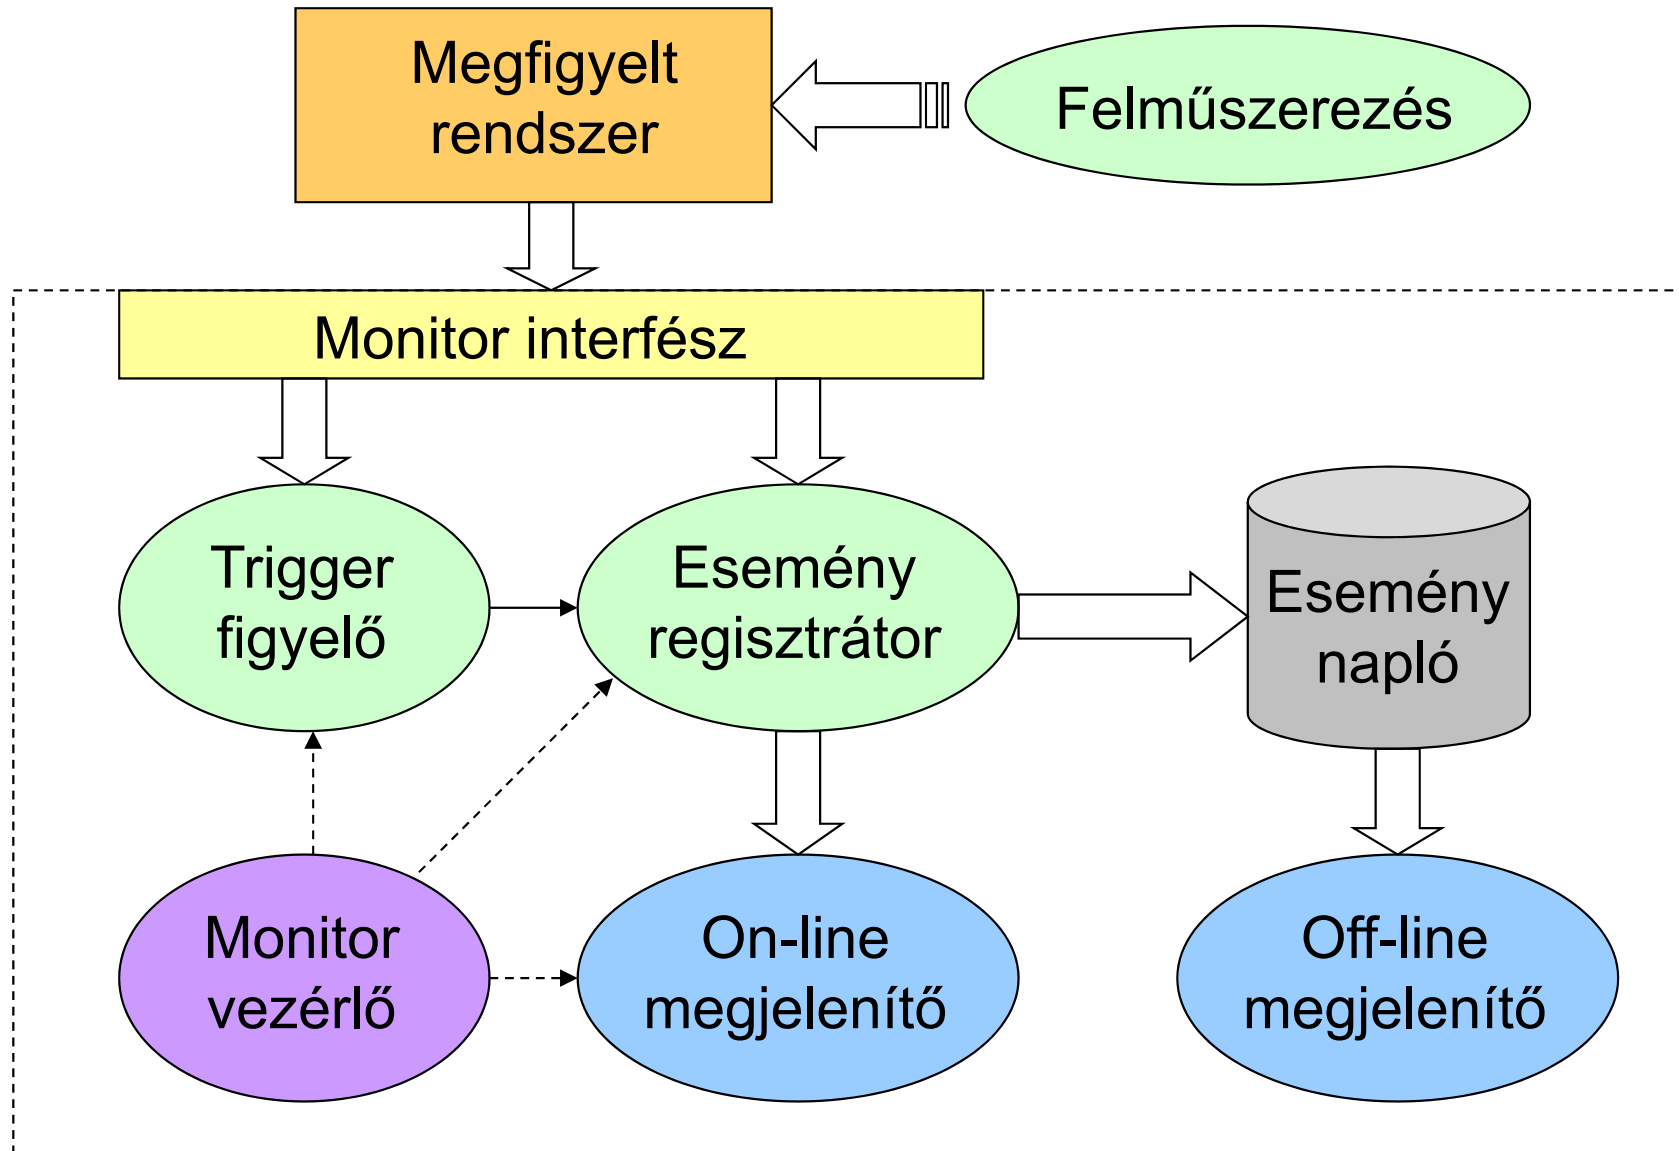 Megfigyelt
rendszer
Felműszerezés
Monitor interfész
Trigger
figyelő
Esemény
regisztrátor
Esemény
napló
Monitor
vezérlő
On-line
megjelenítő
Off-line
megjelenítő